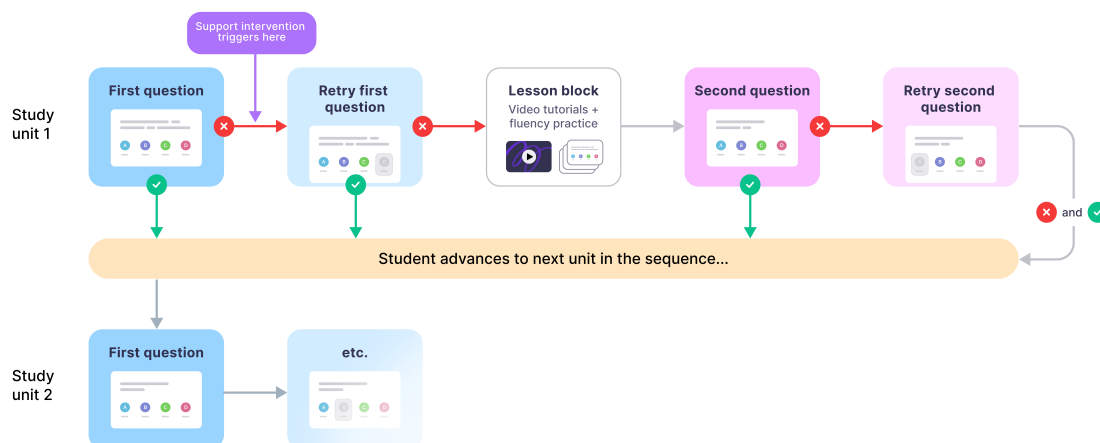 Support intervention
triggers here
Study
unit 1
First question
A B C D
Retry first
question
A B C
Lesson block
Video tutorials +
fluency practice
Second question
A B C D
Retry second
question
B C D
and
Student advances to next unit in the sequence...
Study
unit 2
First question
A B C D
etc.
A C D